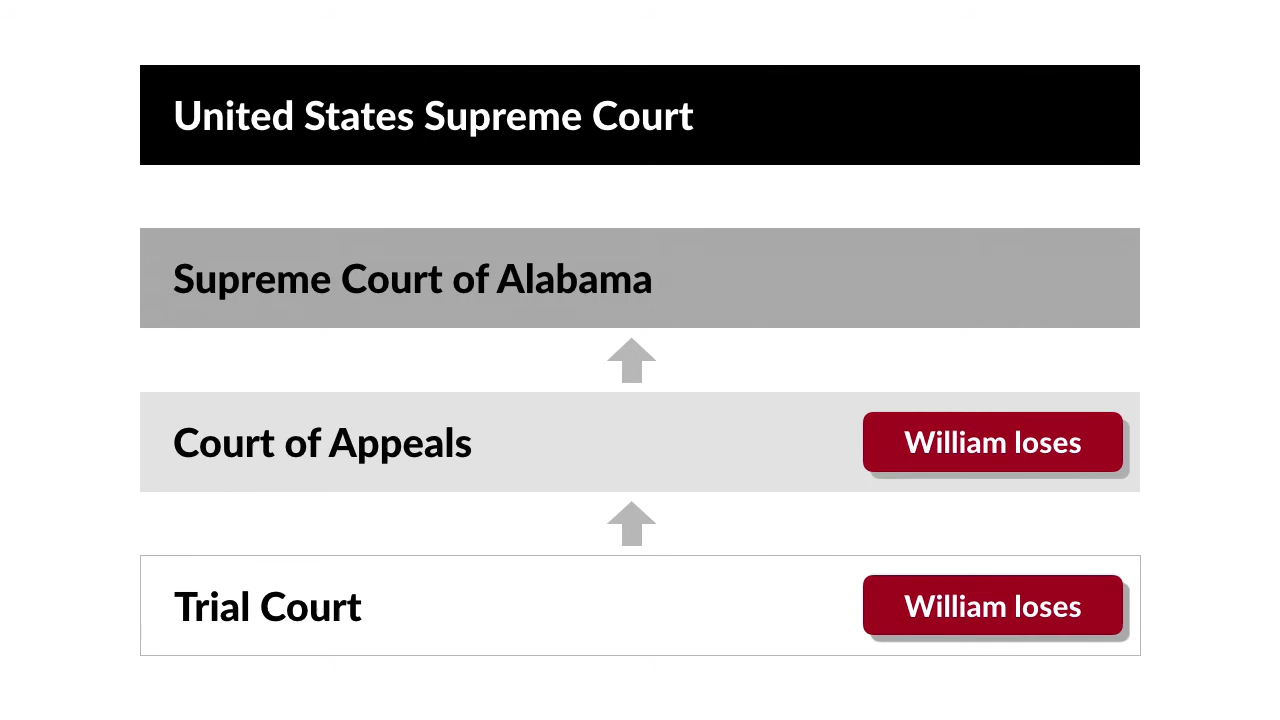 United States Supreme Court
Supreme Court of Alabama
Court of Appeals
William loses
Trial Court
William loses